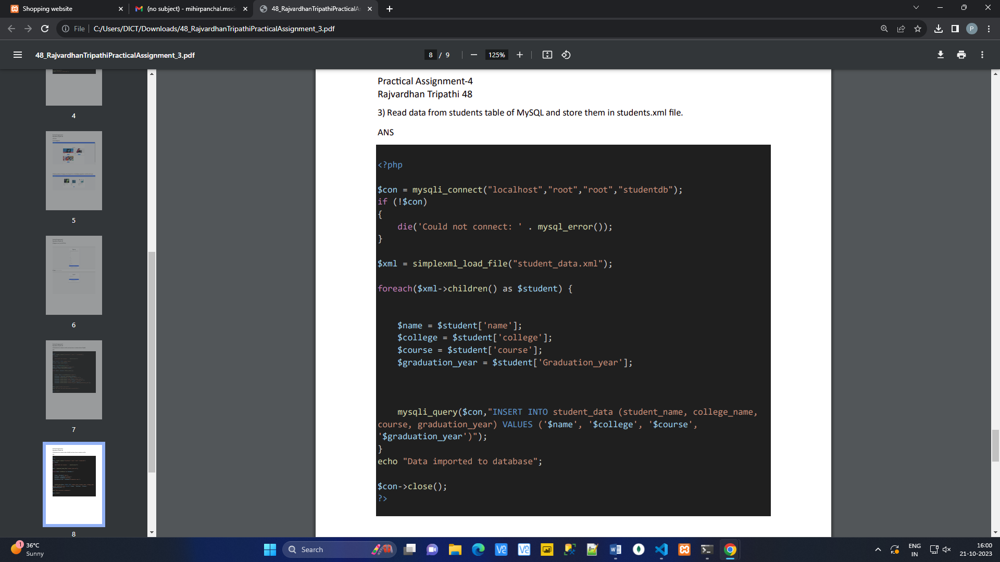 Shopping website
(no subject) - mihirpanchal.msci
48_RajvardhanTripathiPracticalAs
File
C:/Users/DICT/Downloads/48_RajvardhanTripathiPracticalAssignment_3.pdf
P
48_RajvardhanTripathiPracticalAssignment_3.pdf
8 / 9
125%
4
5
6
7
8
Practical Assignment-4
Rajvardhan Tripathi 48
3) Read data from students table of MySQL and store them in students.xml file.
ANS
<?php
$con = mysqli_connect("localhost","root","root","studentdb");
if (!$con)
{
die('Could not connect: ' . mysql_error());
}
$xml = simplexml_load_file("student_data.xml");
foreach($xml->children() as $student) {
$name = $student['name'];
$college = $student['college'];
$course = $student['course'];
$graduation_year = $student['Graduation_year'];
mysqli_query($con,"INSERT INTO student_data (student_name, college_name,
course, graduation_year) VALUES ('$name', '$college', '$course',
'$graduation_year')");
}
echo "Data imported to database";
$con->close();
?>
1
36°C
Sunny
Search
ENG
IN
16:00
21-10-2023